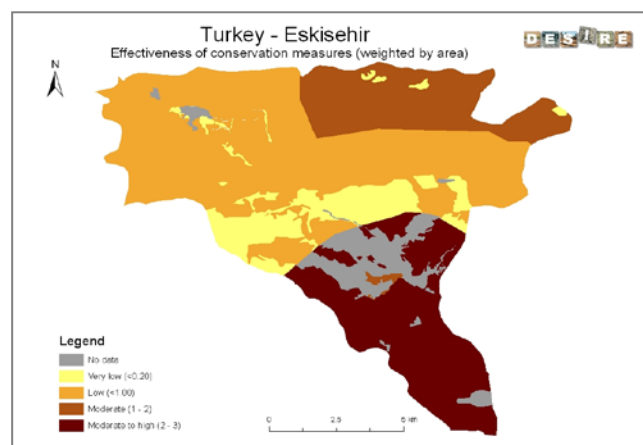 Turkey - Eskisehir
Effectiveness of conservation measures (weighted by area)
DESIRE
N
Legend
No data
Very low (<0.20)
Low (<1.00)
Moderate (1 - 2)
Moderate to high (2 - 3)
0 2.5 5 km